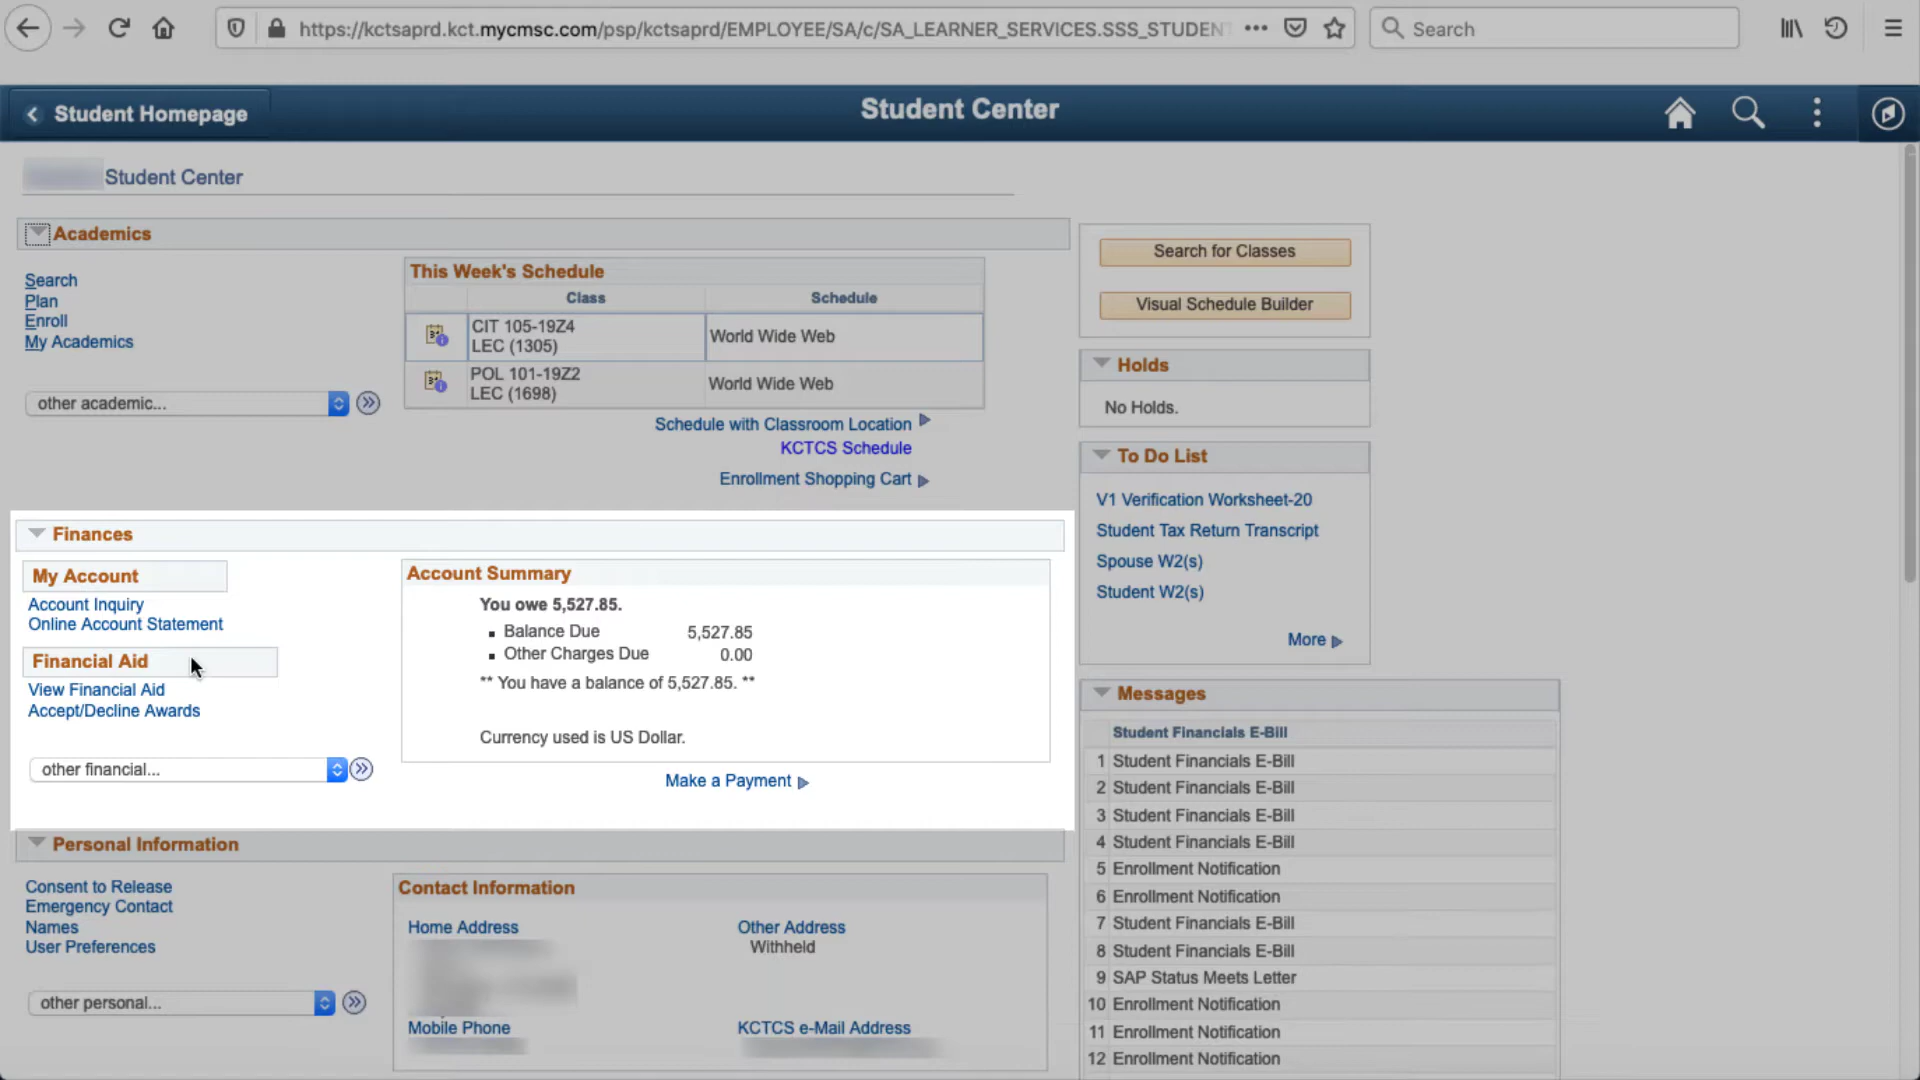 https://kctsaprd.kct.mycmsc.com/psp/kctsaprd/EMPLOYEE/SA/c/SA_LEARNER_SERVICES.SSS_STUDENT
Search
Student Homepage
Student Center
Student Center
Academics
Search
Plan
Enroll
My Academics
other academic...
This Week's Schedule
Class Schedule
CIT 105-19Z4
LEC (1305)
World Wide Web
POL 101-19Z2
LEC (1698)
World Wide Web
Schedule with Classroom Location
KCTCS Schedule
Enrollment Shopping Cart
Search for Classes
Visual Schedule Builder
Holds
No Holds.
To Do List
V1 Verification Worksheet-20
Student Tax Return Transcript
Spouse W2(s)
Student W2(s)
More
Finances
My Account
Account Inquiry
Online Account Statement
Financial Aid
View Financial Aid
Accept/Decline Awards
other financial...
Account Summary
You owe 5,527.85.
Balance Due 5,527.85
Other Charges Due 0.00
** You have a balance of 5,527.85. **
Currency used is US Dollar.
Make a Payment
Messages
Student Financials E-Bill
1 Student Financials E-Bill
2 Student Financials E-Bill
3 Student Financials E-Bill
4 Student Financials E-Bill
5 Enrollment Notification
6 Enrollment Notification
7 Student Financials E-Bill
8 Student Financials E-Bill
9 SAP Status Meets Letter
10 Enrollment Notification
11 Enrollment Notification
12 Enrollment Notification
Personal Information
Consent to Release
Emergency Contact
Names
User Preferences
other personal...
Contact Information
Home Address
Other Address
Withheld
Mobile Phone
KCTCS e-Mail Address